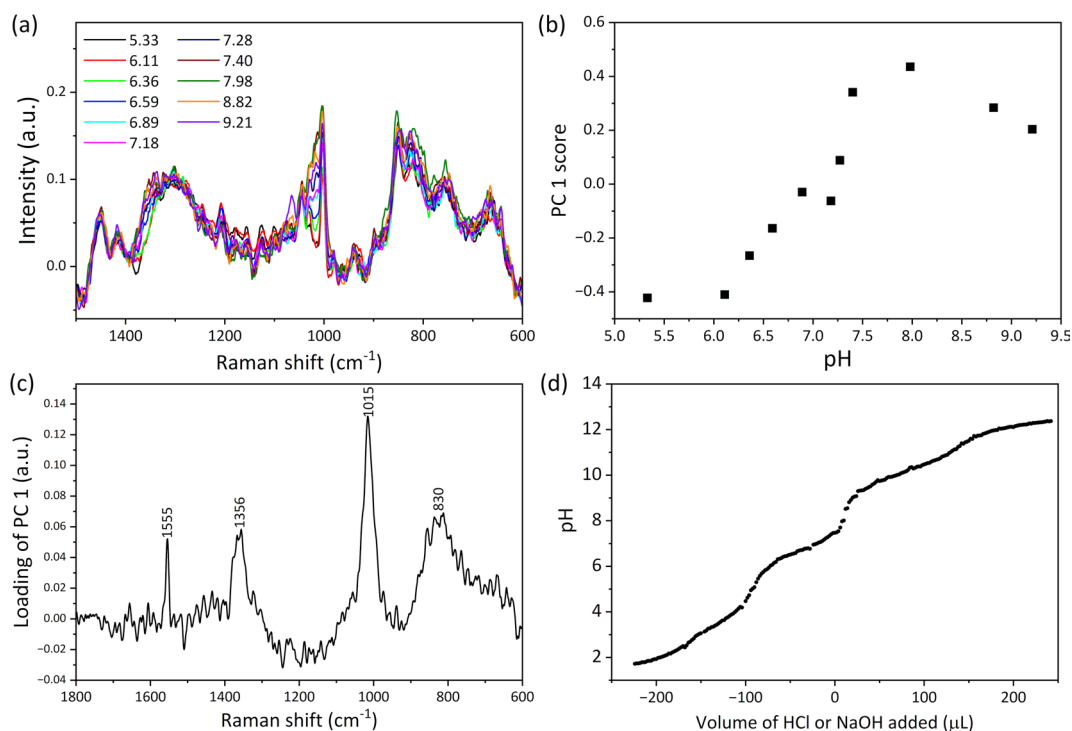 (a)
5.33 7.28
6.11 7.40
6.36 7.98
6.59 8.82
6.89 9.21
7.18
0.2
0.1
0.0
Intensity (a.u.)
1400 1200 1000 800 600
Raman shift (cm⁻¹)
(b)
0.6
0.4
0.2
0.0
−0.2
−0.4
PC 1 score
5.0 5.5 6.0 6.5 7.0 7.5 8.0 8.5 9.0 9.5
pH
(c)
0.14
0.12
0.10
0.08
0.06
0.04
0.02
0.00
−0.02
−0.04
Loading of PC 1 (a.u.)
1555
1356
1015
830
1800 1600 1400 1200 1000 800 600
Raman shift (cm⁻¹)
(d)
14
12
10
8
6
4
2
pH
−200 −100 0 100 200
Volume of HCl or NaOH added (μL)